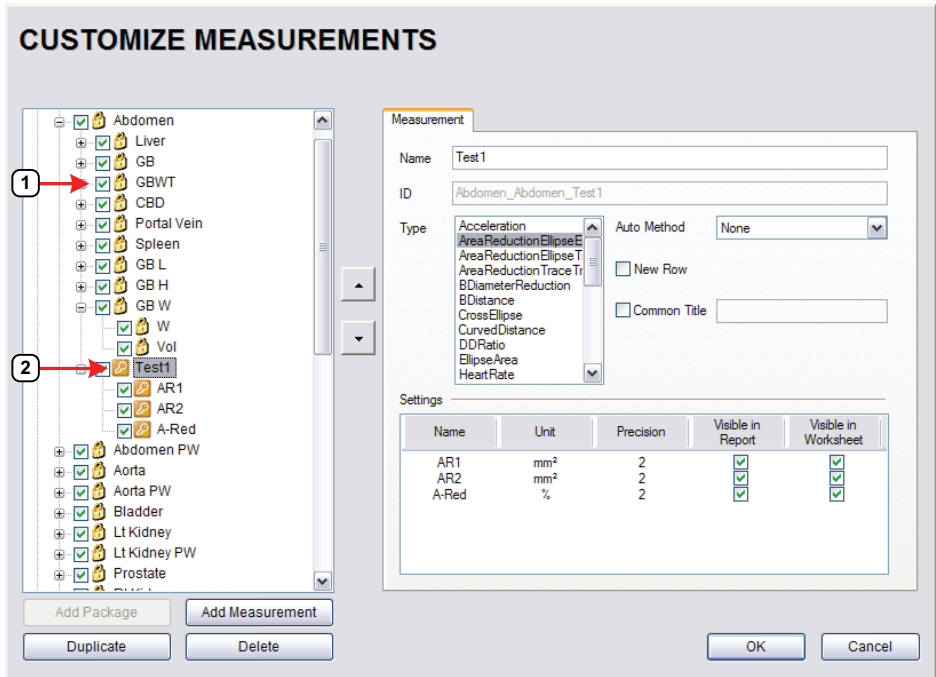 CUSTOMIZE MEASUREMENTS
Abdomen
Liver
GB
1
GBWT
CBD
Portal Vein
Spleen
GB L
GB H
GB W
W
Vol
2
Test1
AR1
AR2
A-Red
Abdomen PW
Aorta
Aorta PW
Bladder
Lt Kidney
Lt Kidney PW
Prostate
Add Package
Add Measurement
Duplicate
Delete
Measurement
Name Test1
ID Abdomen_Abdomen_Test1
Type
Acceleration
AreaReductionEllipseE
AreaReductionEllipseT
AreaReductionTraceTr
BDiameterReduction
BDistance
CrossEllipse
CurvedDistance
DDRatio
EllipseArea
HeartRate
Auto Method None
New Row
Common Title
Settings
Name Unit Precision Visible in Report Visible in Worksheet
AR1 mm² 2
AR2 mm² 2
A-Red % 2
OK
Cancel